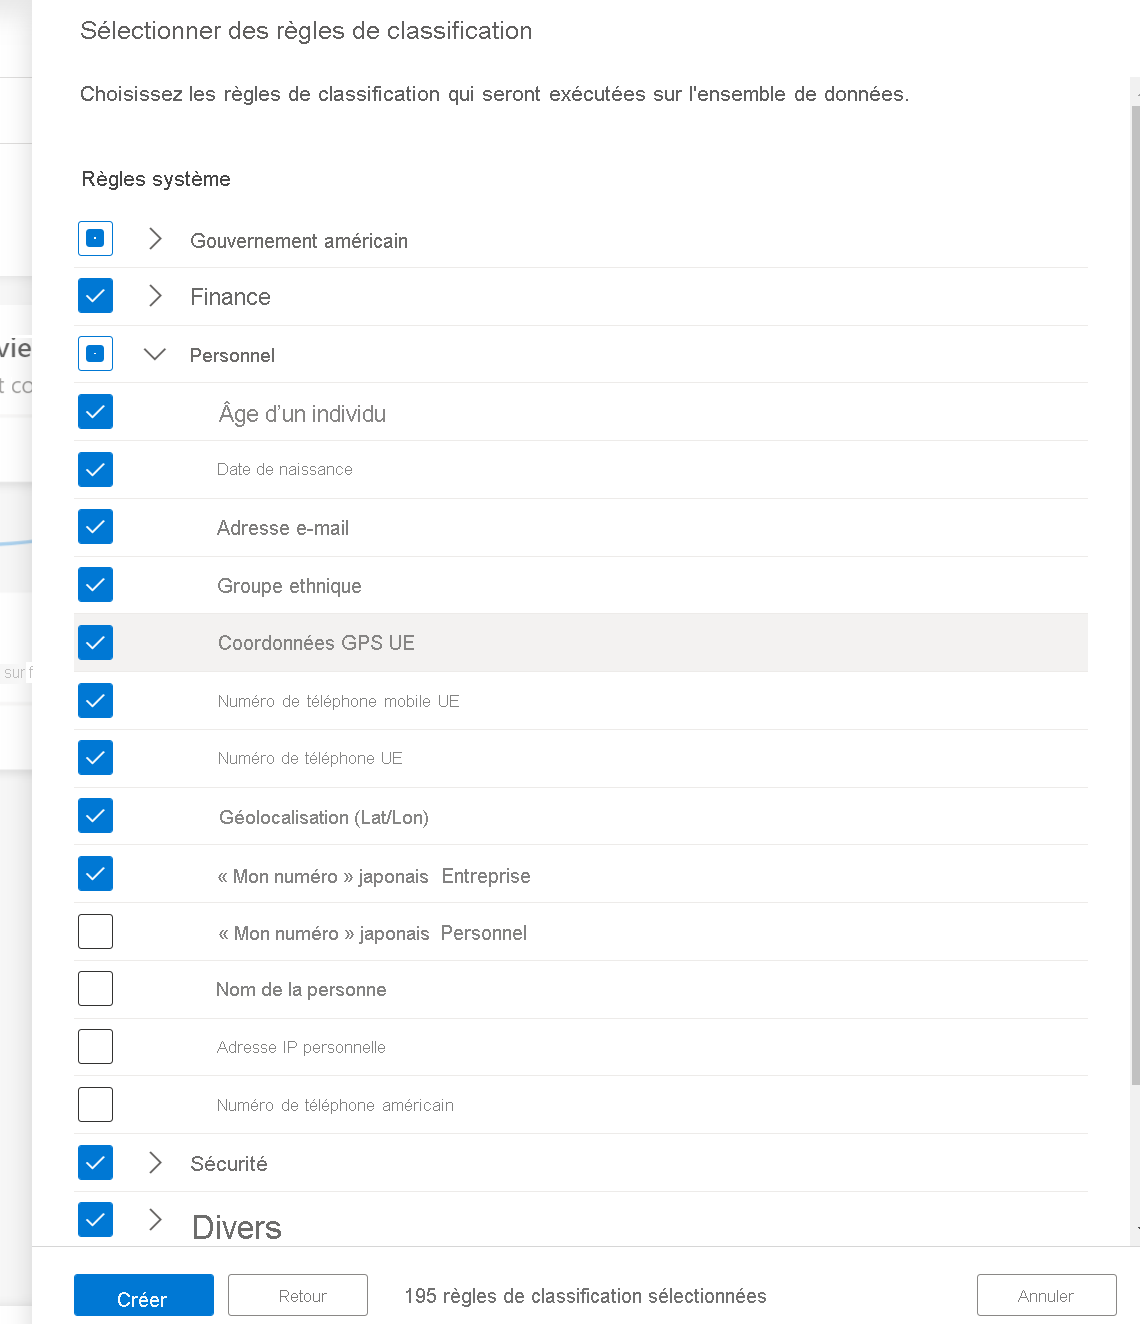 Sélectionner des règles de classification
Choisissez les règles de classification qui seront exécutées sur l'ensemble de données.
Règles système
Gouvernement américain
Finance
vie
Personnel
t co
Âge d’un individu
Date de naissance
Adresse e-mail
Groupe ethnique
Coordonnées GPS UE
sur f
Numéro de téléphone mobile UE
Numéro de téléphone UE
Géolocalisation (Lat/Lon)
« Mon numéro » japonais Entreprise
« Mon numéro » japonais Personnel
Nom de la personne
Adresse IP personnelle
Numéro de téléphone américain
Sécurité
Divers
Créer
Retour
195 règles de classification sélectionnées
Annuler